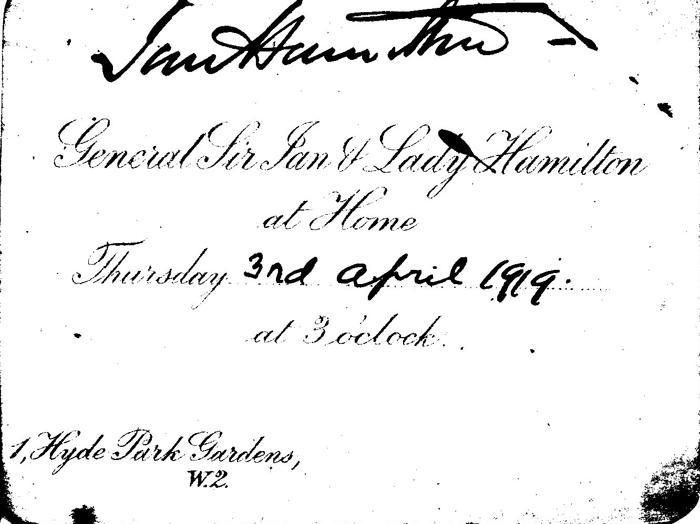 Ian Hamilton -
General Sir Ian & Lady Hamilton
at Home
Thursday 3rd april 1919.
at 3 o'clock.
1, Hyde Park Gardens,
W.2.